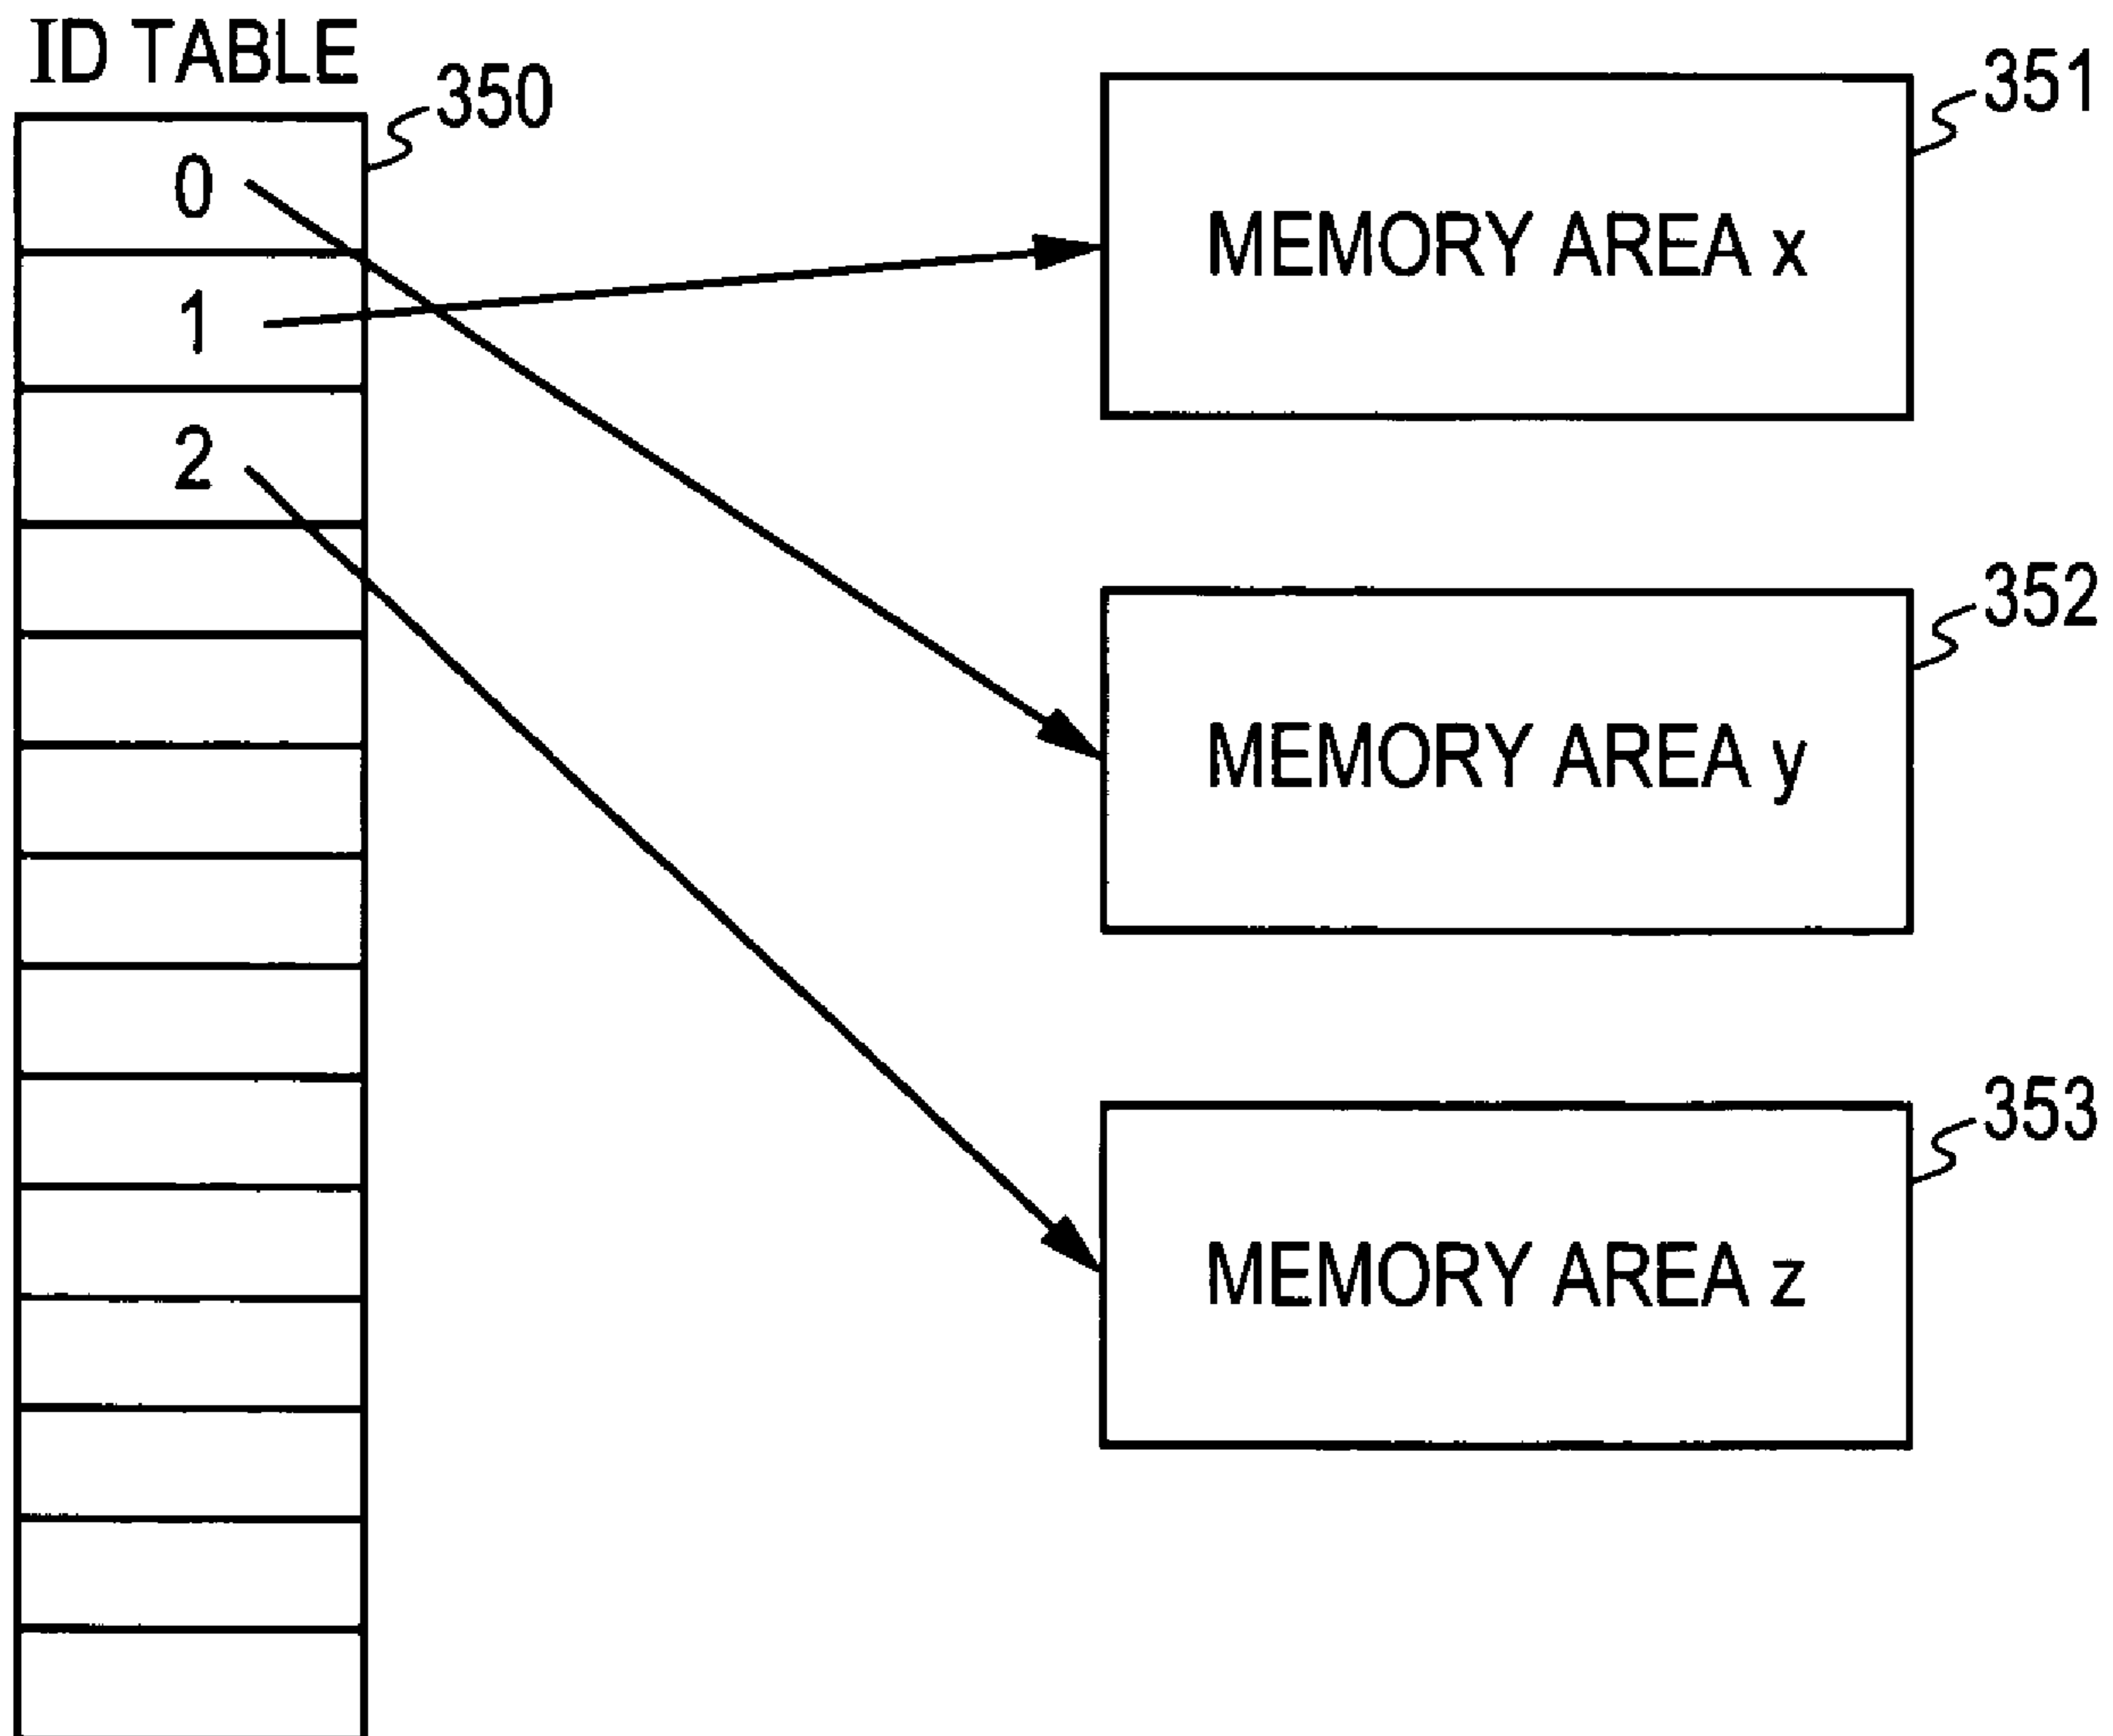 ID TABLE
350
0
1
2
351
MEMORY AREA x
352
MEMORY AREA y
353
MEMORY AREA z